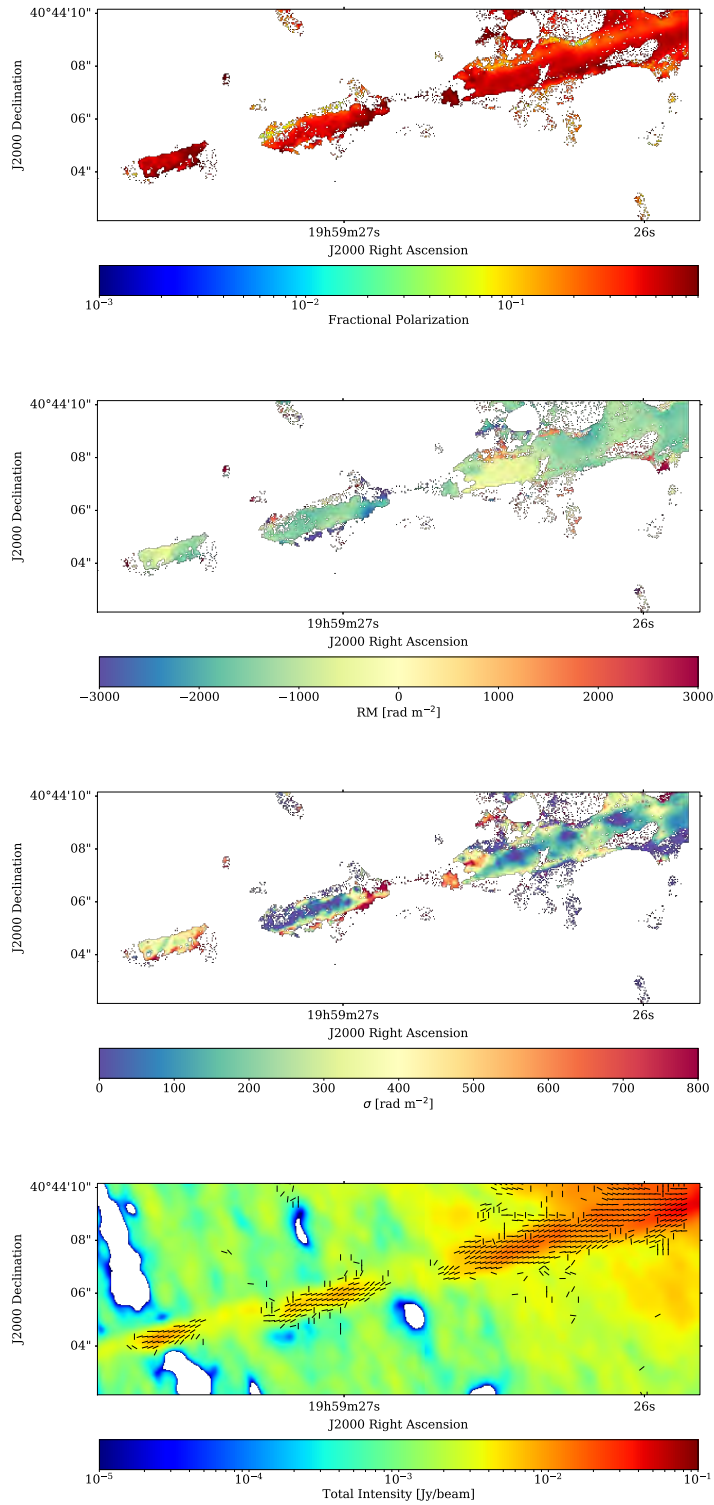 40°44'10"
08"
06"
04"
J2000 Declination
19h59m27s 26s
J2000 Right Ascension
10⁻³ 10⁻² 10⁻¹
Fractional Polarization
40°44'10"
08"
06"
04"
J2000 Declination
19h59m27s 26s
J2000 Right Ascension
−3000 −2000 −1000 0 1000 2000 3000
RM [rad m⁻²]
40°44'10"
08"
06"
04"
J2000 Declination
19h59m27s 26s
J2000 Right Ascension
0 100 200 300 400 500 600 700 800
σ [rad m⁻²]
40°44'10"
08"
06"
04"
J2000 Declination
19h59m27s 26s
J2000 Right Ascension
10⁻⁵ 10⁻⁴ 10⁻³ 10⁻² 10⁻¹
Total Intensity [Jy/beam]